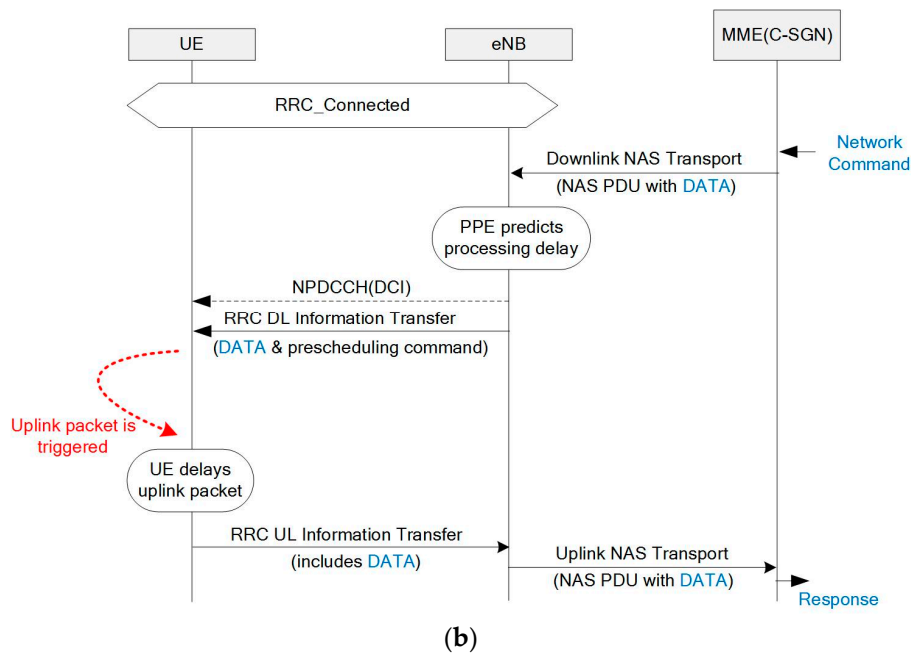 UE
eNB
MME(C-SGN)
RRC_Connected
Network
Command
Downlink NAS Transport
(NAS PDU with DATA)
PPE predicts
processing delay
NPDCCH(DCI)
RRC DL Information Transfer
(DATA & prescheduling command)
Uplink packet is
triggered
UE delays
uplink packet
RRC UL Information Transfer
(includes DATA)
Uplink NAS Transport
(NAS PDU with DATA)
Response
(b)